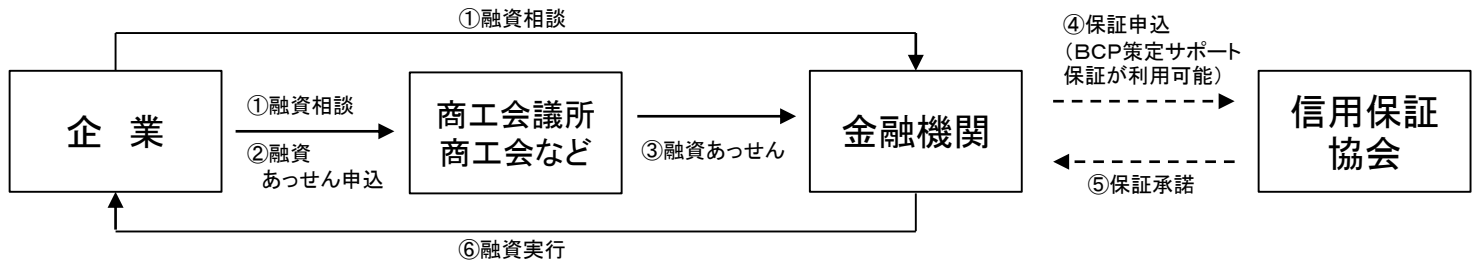 ①融資相談
企　業
①融資相談
②融資
あっせん申込
商工会議所
商工会など
③融資あっせん
金融機関
④保証申込
（ＢＣＰ策定サポート
保証が利用可能）
⑤保証承諾
信用保証
協会
⑥融資実行